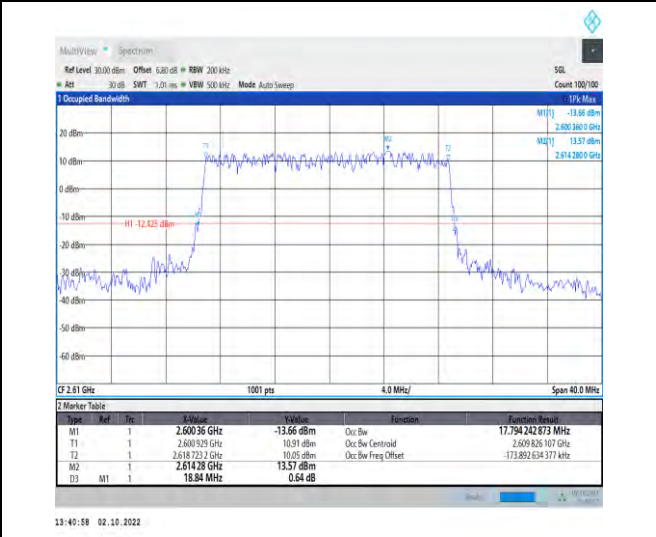 MultiView Spectrum
Ref Level 30.00 dBm Offset 6.80 dB RBW 200 kHz SGL
Att 30 dB SWT 1.01 ms VBW 500 kHz Mode Auto Sweep Count 100/100
1 Occupied Bandwidth 1Pk Max
M1[1] -13.66 dBm
2.600 360 0 GHz
M2[1] 13.57 dBm
2.614 280 0 GHz
20 dBm
T1 M2 T2
10 dBm
0 dBm
-10 dBm
H1 -12.423 dBm
-20 dBm
-30 dBm
-40 dBm
-50 dBm
-60 dBm
CF 2.61 GHz 1001 pts 4.0 MHz/ Span 40.0 MHz
2 Marker Table
Type Ref Trc X-Value Y-Value Function Function Result
M1 1 2.600 36 GHz -13.66 dBm Occ Bw 17.794 242 873 MHz
T1 1 2.600 929 GHz 10.91 dBm Occ Bw Centroid 2.609 826 107 GHz
T2 1 2.618 723 2 GHz 10.05 dBm Occ Bw Freq Offset -173.892 634 377 kHz
M2 1 2.614 28 GHz 13.57 dBm
D3 M1 1 18.84 MHz 0.64 dB
13:40:58 02.10.2022